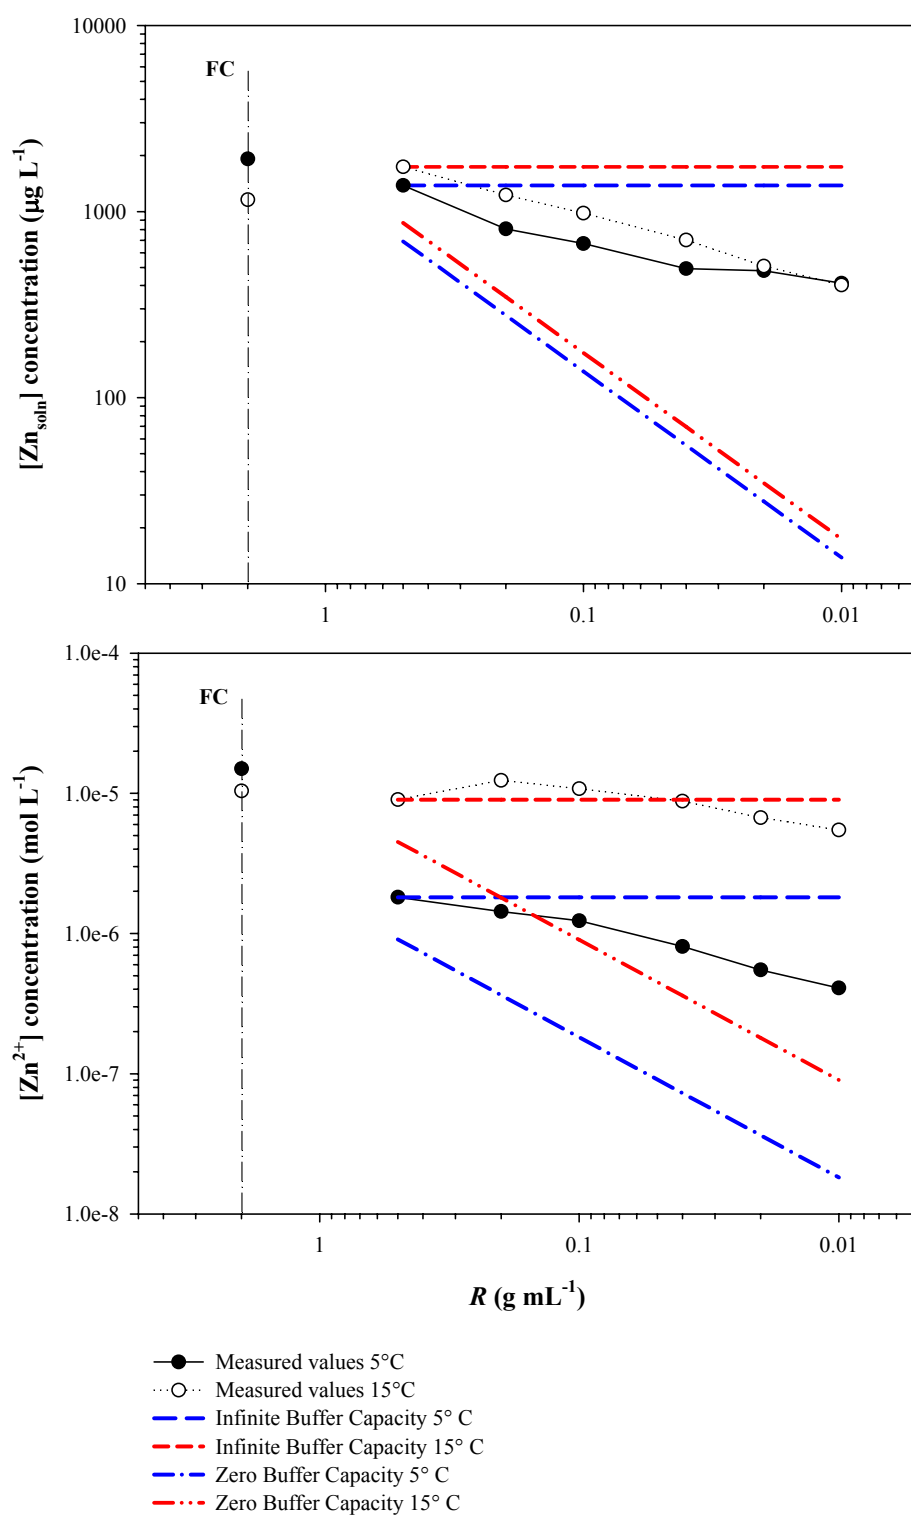 10000
FC
1000
100
10
[Zn_soln] concentration (µg L⁻¹)
1 0.1 0.01
1.0e-4
FC
1.0e-5
1.0e-6
1.0e-7
1.0e-8
[Zn²⁺] concentration (mol L⁻¹)
1 0.1 0.01
R (g mL⁻¹)
Measured values 5°C
Measured values 15°C
Infinite Buffer Capacity 5° C
Infinite Buffer Capacity 15° C
Zero Buffer Capacity 5° C
Zero Buffer Capacity 15° C